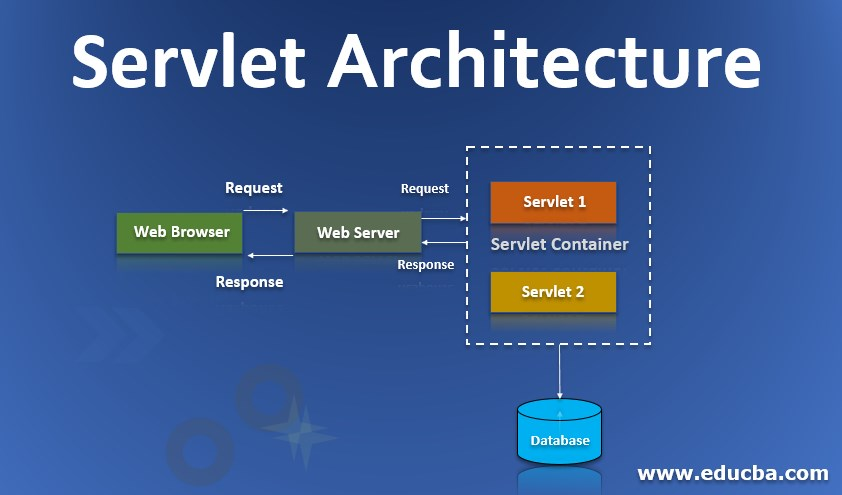 Servlet Architecture
Request
Request
Servlet 1
Web Browser
Web Server
Servlet Container
Response
Response
Servlet 2
Database
www.educba.com